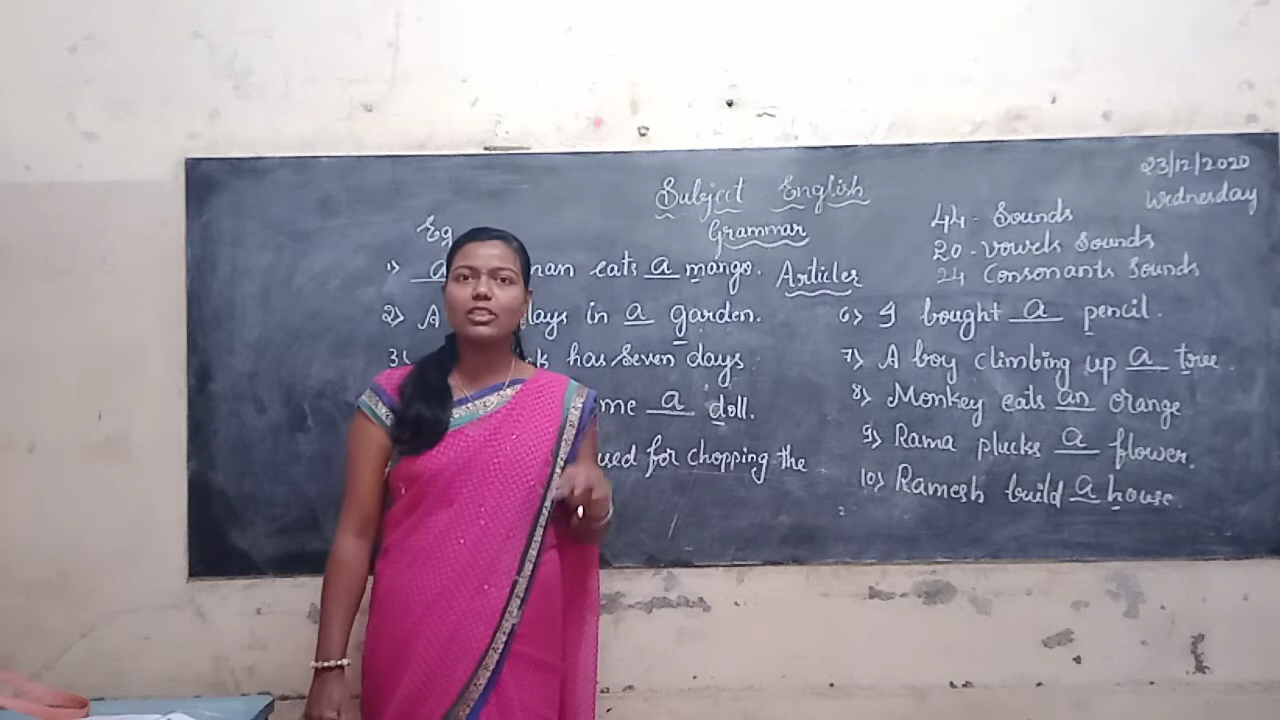 23/12/2020
Wednesday
Subject English
Grammar
Articles
44 - Sounds
20 - vowels Sounds
24 Consonants Sounds
Eg
1) a man eats a mango.
2) A in a garden.
3) has Seven days
me a doll.
used for chopping the
6) I bought a pencil.
7) A boy climbing up a tree.
8) Monkey eats an orange
9) Rama plucks a flower.
10) Ramesh build a house.